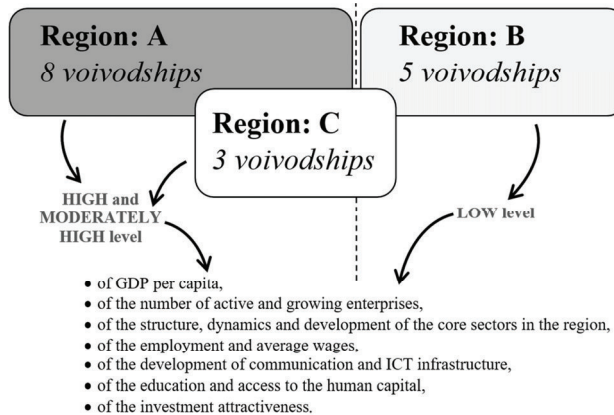 Region: A
8 voivodships
Region: B
5 voivodships
Region: C
3 voivodships
HIGH and
MODERATELY
HIGH level
LOW level
• of GDP per capita,
• of the number of active and growing enterprises,
• of the structure, dynamics and development of the core sectors in the region,
• of the employment and average wages,
• of the development of communication and ICT infrastructure,
• of the education and access to the human capital,
• of the investment attractiveness.